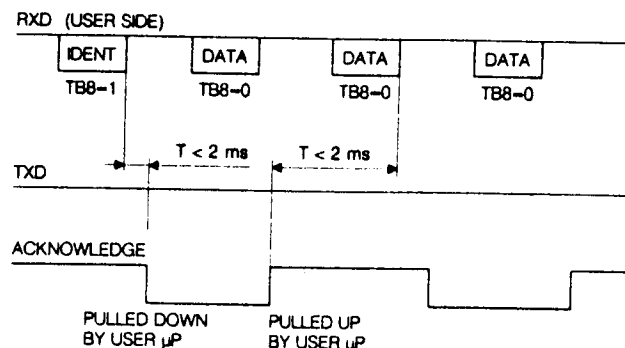 RXD (USER SIDE)
IDENT DATA DATA DATA
TB8=1 TB8=0 TB8=0 TB8=0
T < 2 ms T < 2 ms
TXD
ACKNOWLEDGE
PULLED DOWN PULLED UP
BY USER µP BY USER µP